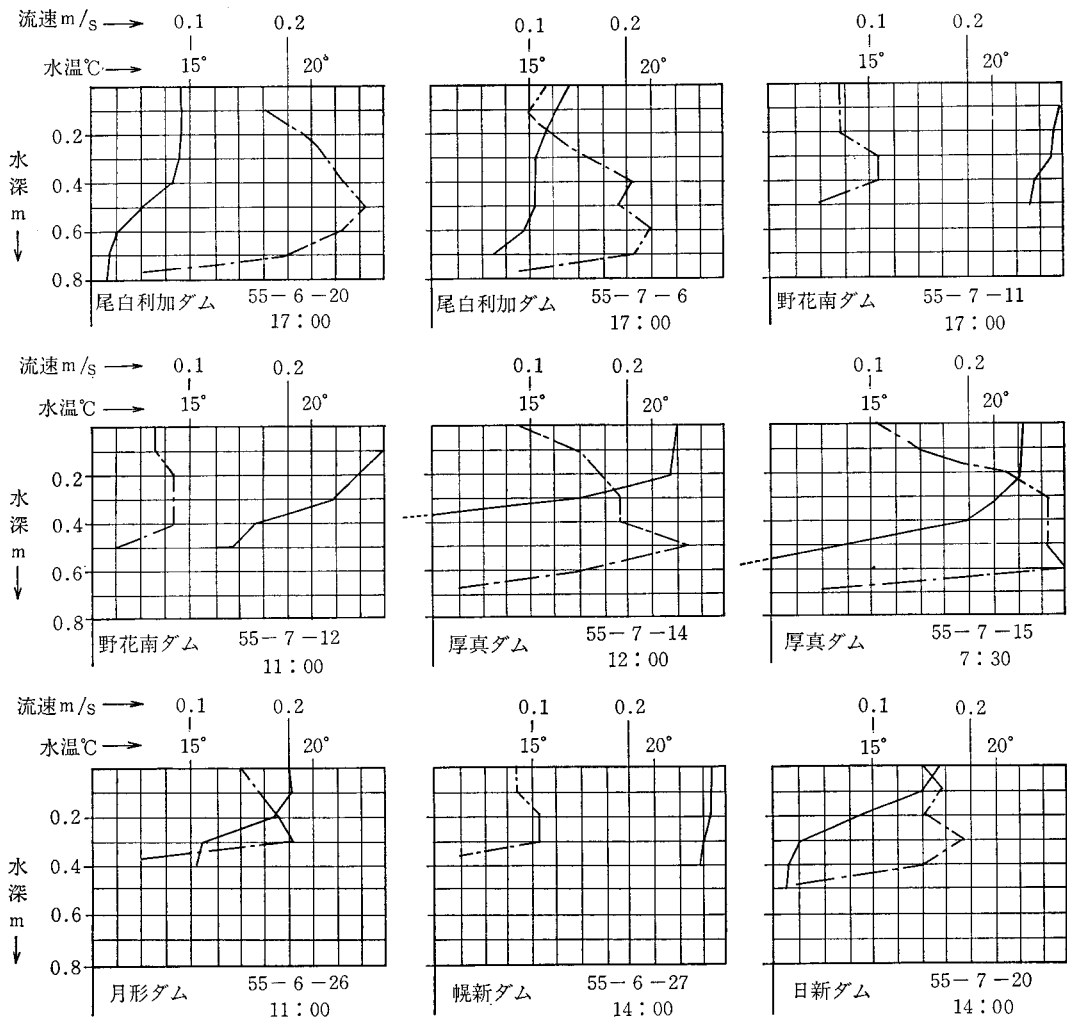 流速m/s → 0.1 0.2 0.1 0.2 0.1 0.2
水温℃ → 15° 20° 15° 20° 15° 20°
水深m ↓
0.2
0.4
0.6
0.8
尾白利加ダム 55-6-20 尾白利加ダム 55-7-6 野花南ダム 55-7-11
17:00 17:00 17:00
流速m/s → 0.1 0.2 0.1 0.2 0.1 0.2
水温℃ → 15° 20° 15° 20° 15° 20°
水深m ↓
0.2
0.4
0.6
0.8
野花南ダム 55-7-12 厚真ダム 55-7-14 厚真ダム 55-7-15
11:00 12:00 7:30
流速m/s → 0.1 0.2 0.1 0.2 0.1 0.2
水温℃ → 15° 20° 15° 20° 15° 20°
水深m ↓
0.2
0.4
0.6
0.8
月形ダム 55-6-26 幌新ダム 55-6-27 日新ダム 55-7-20
11:00 14:00 14:00